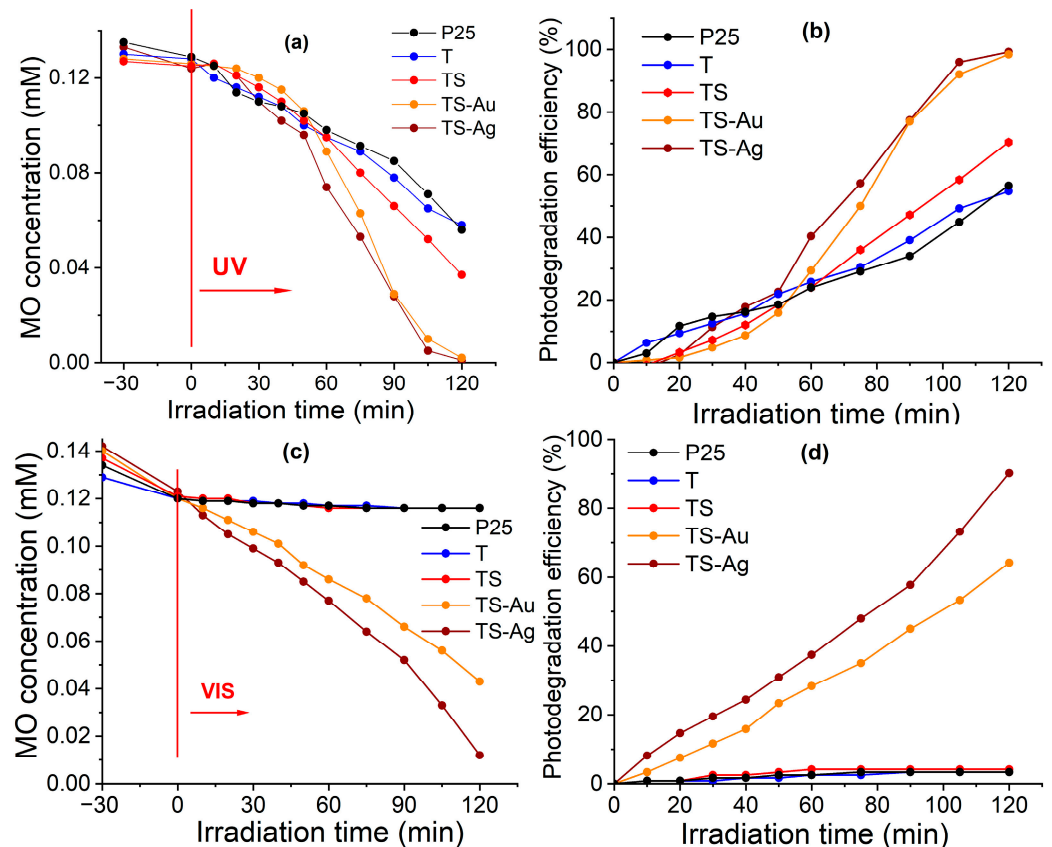 (a)
P25
T
TS
TS-Au
TS-Ag
UV
MO concentration (mM)
0.12
0.08
0.04
0.00
−30 0 30 60 90 120
Irradiation time (min)
(b)
P25
T
TS
TS-Au
TS-Ag
Photodegradation efficiency (%)
100
80
60
40
20
0
0 20 40 60 80 100 120
Irradiation time (min)
(c)
P25
T
TS
TS-Au
TS-Ag
VIS
MO concentration (mM)
0.14
0.12
0.10
0.08
0.06
0.04
0.02
0.00
−30 0 30 60 90 120
Irradiation time (min)
(d)
P25
T
TS
TS-Au
TS-Ag
Photodegradation efficiency (%)
100
80
60
40
20
0
0 20 40 60 80 100 120
Irradiation time (min)